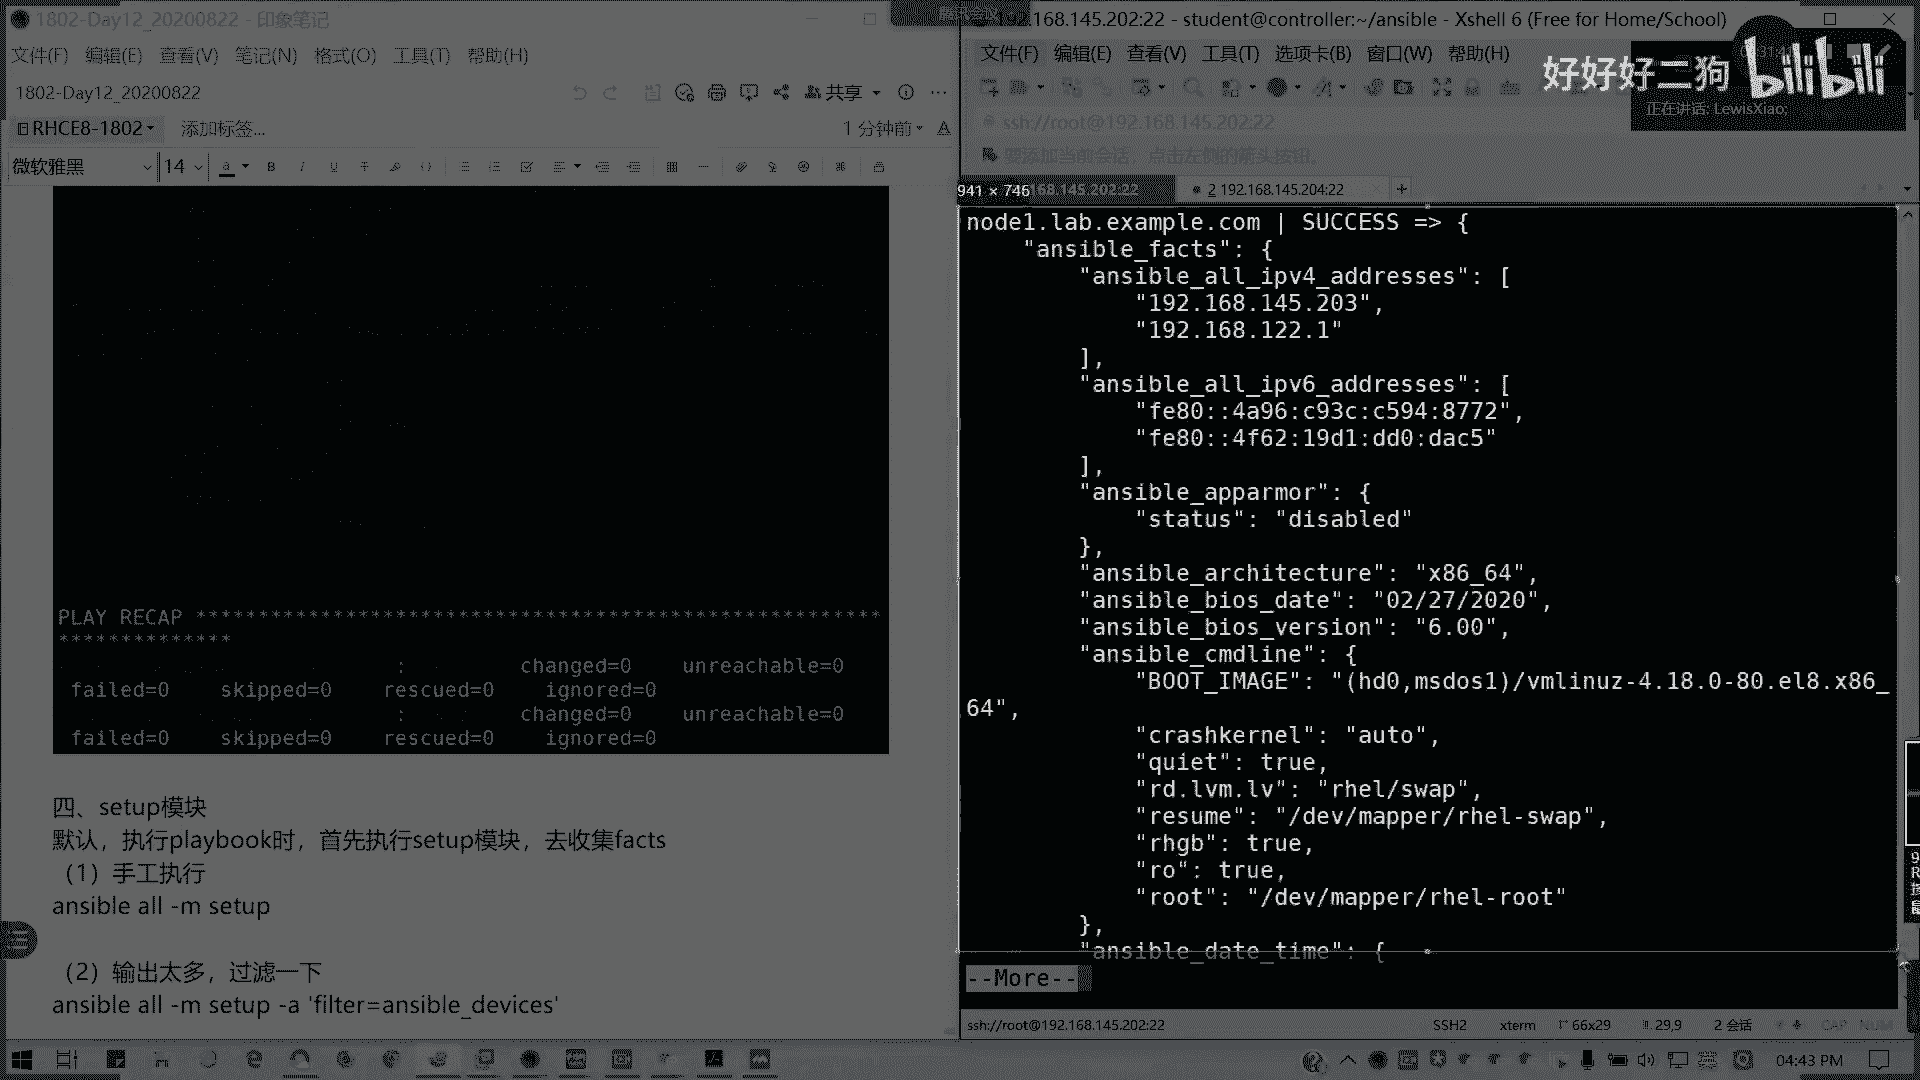 1802-Day12_20200822 - 印象笔记
文件(F) 编辑(E) 查看(V) 笔记(N) 格式(O) 工具(T) 帮助(H)
1802-Day12_20200822
共享
RHCE8-1802 添加标签...
1 分钟前
微软雅黑 14
PLAY RECAP *******************************************************
**************
: changed=0 unreachable=0
failed=0 skipped=0 rescued=0 ignored=0
: changed=0 unreachable=0
failed=0 skipped=0 rescued=0 ignored=0
四、setup模块
默认，执行playbook时，首先执行setup模块，去收集facts
（1）手工执行
ansible all -m setup
（2）输出太多，过滤一下
ansible all -m setup -a 'filter=ansible_devices'
192.168.145.202:22 - student@controller:~/ansible - Xshell 6 (Free for Home/School)
文件(F) 编辑(E) 查看(V) 工具(T) 选项卡(B) 窗口(W) 帮助(H)
好好好二狗 bilibili
正在讲话: LewisXiao;
ssh://root@192.168.145.202:22
要添加当前会话，点击左侧的箭头按钮。
941 × 746
168.145.202:22
2 192.168.145.204:22
node1.lab.example.com | SUCCESS => {
"ansible_facts": {
"ansible_all_ipv4_addresses": [
"192.168.145.203",
"192.168.122.1"
],
"ansible_all_ipv6_addresses": [
"fe80::4a96:c93c:c594:8772",
"fe80::4f62:19d1:dd0:dac5"
],
"ansible_apparmor": {
"status": "disabled"
},
"ansible_architecture": "x86_64",
"ansible_bios_date": "02/27/2020",
"ansible_bios_version": "6.00",
"ansible_cmdline": {
"BOOT_IMAGE": "(hd0,msdos1)/vmlinuz-4.18.0-80.el8.x86_
64",
"crashkernel": "auto",
"quiet": true,
"rd.lvm.lv": "rhel/swap",
"resume": "/dev/mapper/rhel-swap",
"rhgb": true,
"ro": true,
"root": "/dev/mapper/rhel-root"
},
"ansible_date_time": {
--More--
ssh://root@192.168.145.202:22 SSH2 xterm 66x29 29,9 2 会话 CAP NUM
04:43 PM